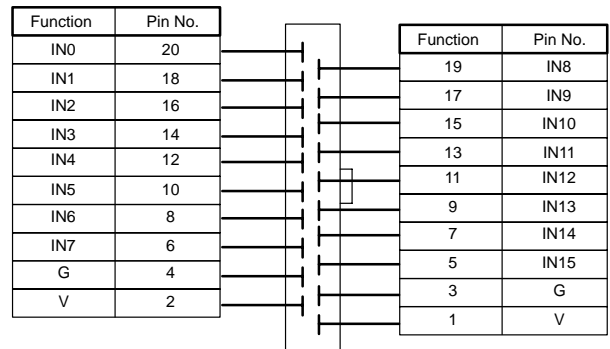 Function Pin No.
IN0 20
IN1 18
IN2 16
IN3 14
IN4 12
IN5 10
IN6 8
IN7 6
G 4
V 2
Function Pin No.
19 IN8
17 IN9
15 IN10
13 IN11
11 IN12
9 IN13
7 IN14
5 IN15
3 G
1 V